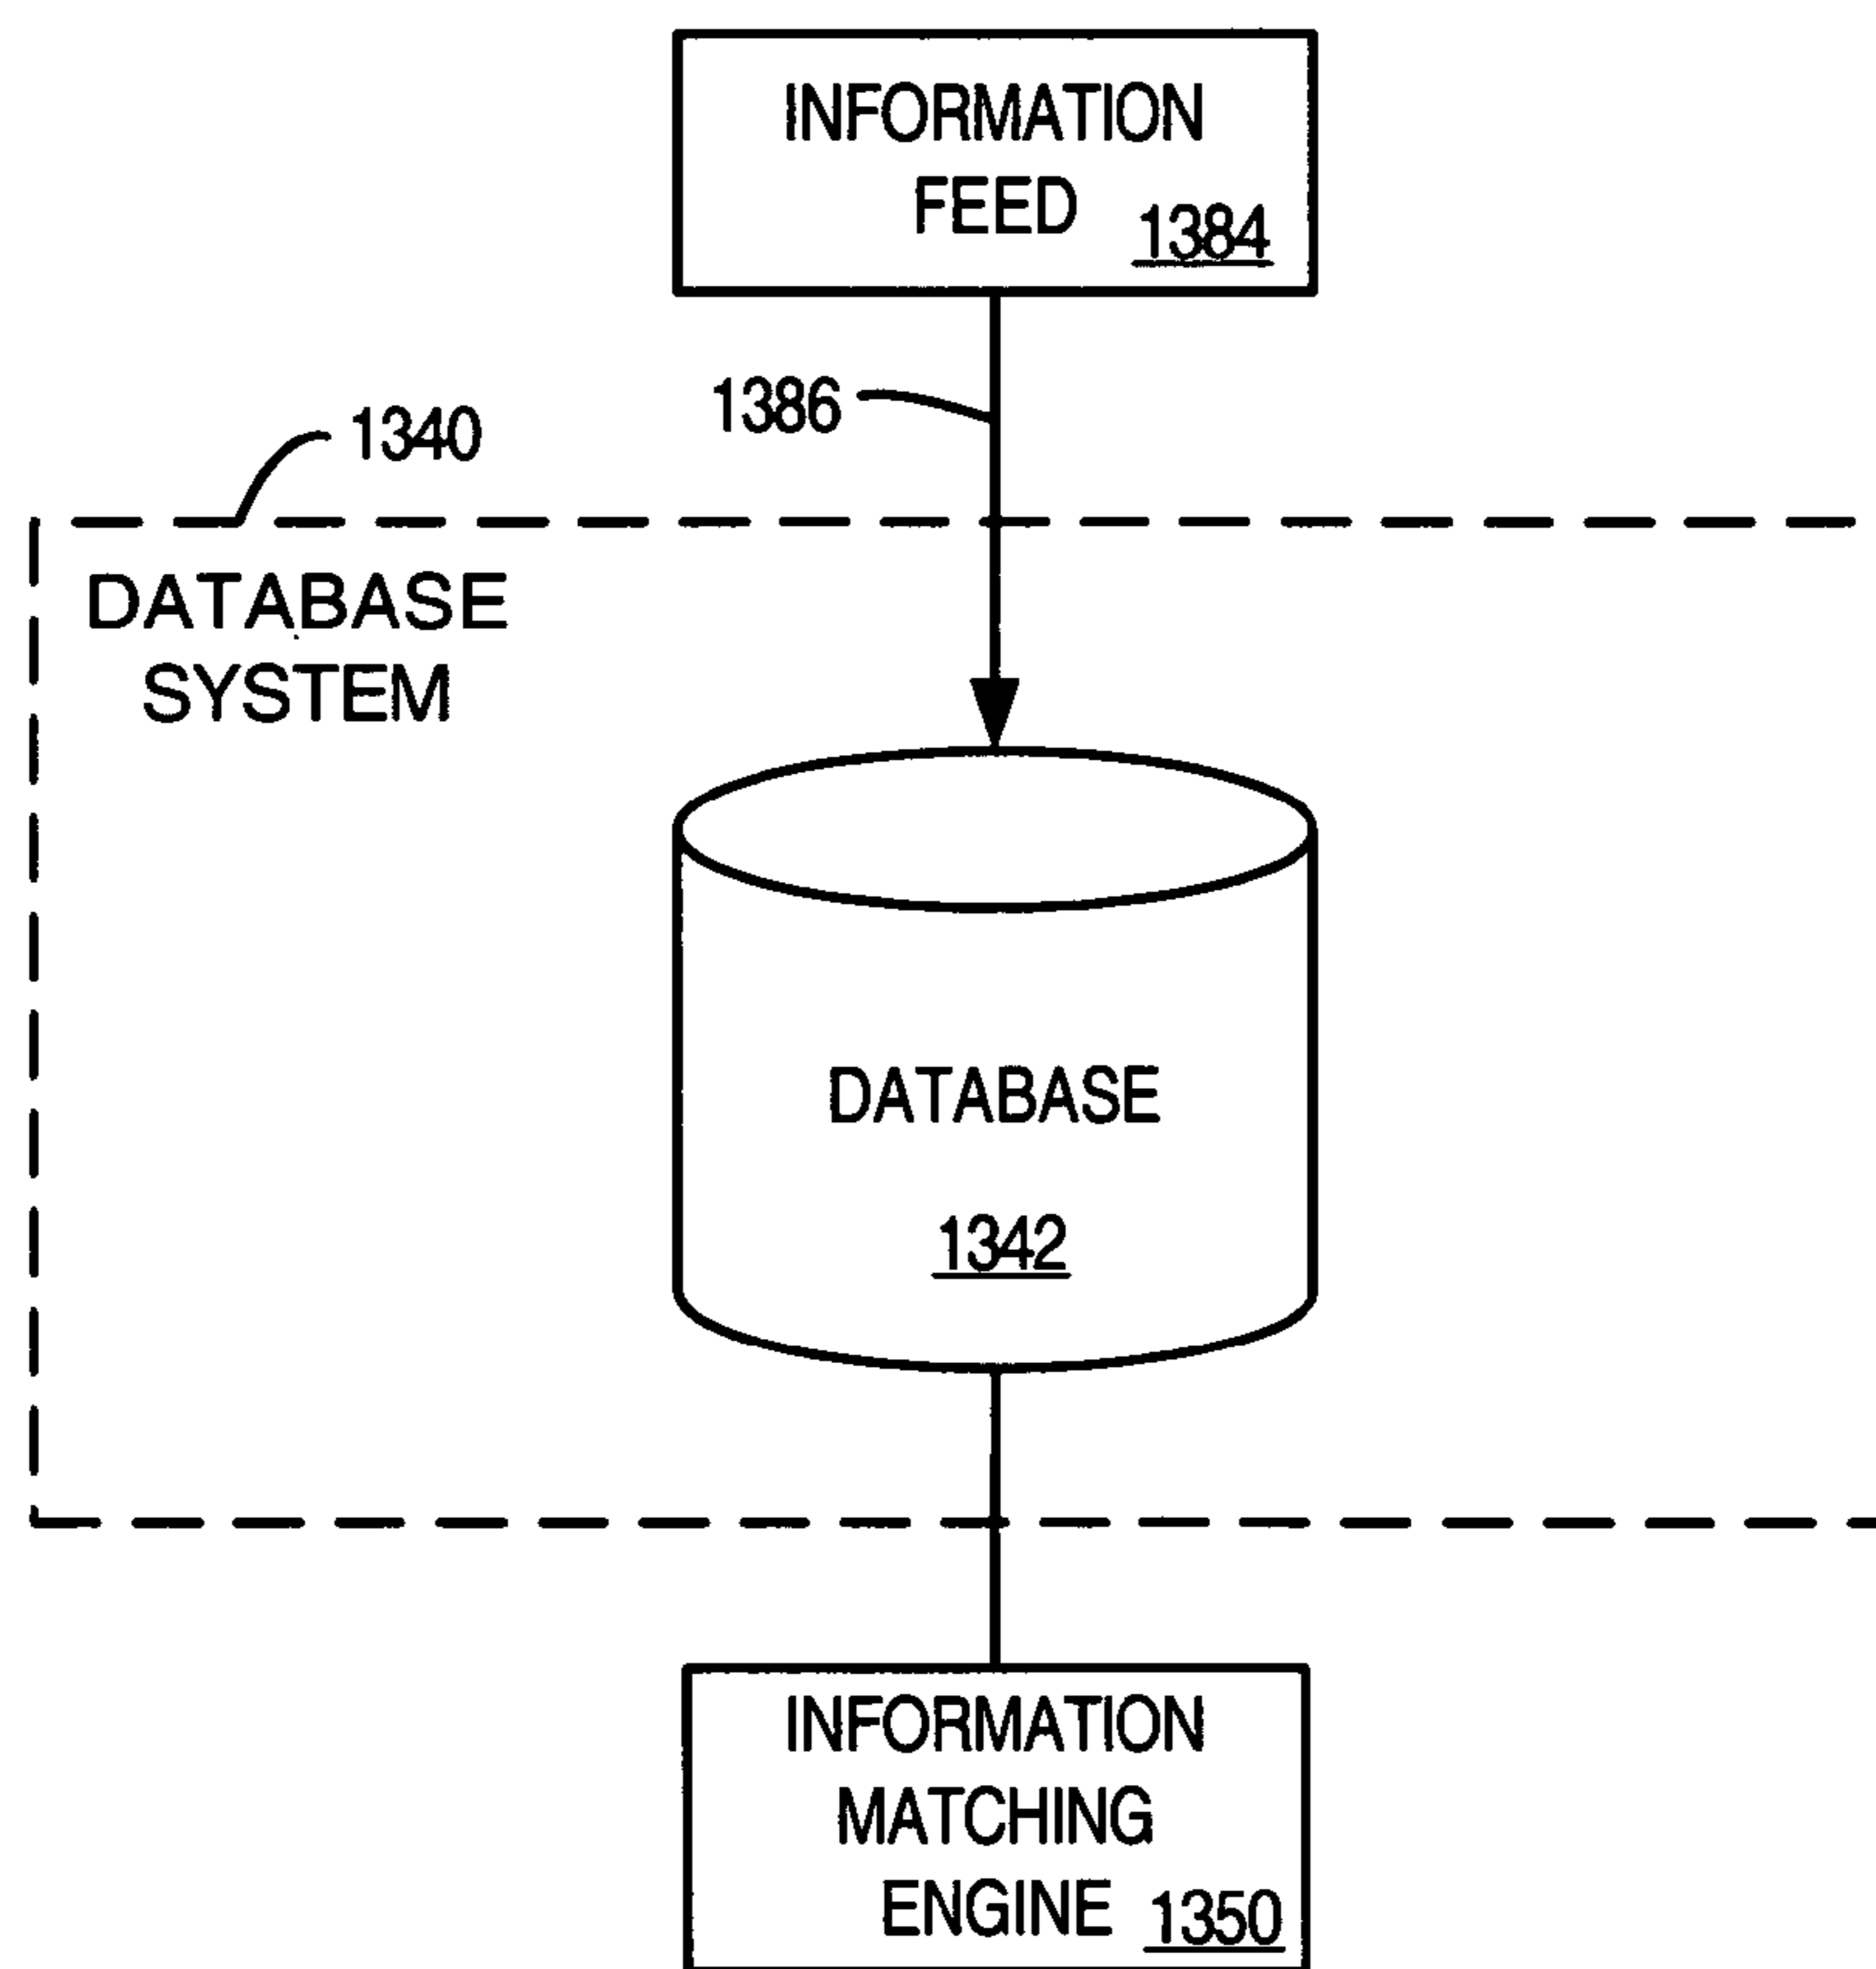 INFORMATION
FEED 1384
1386
1340
DATABASE
SYSTEM
DATABASE
1342
INFORMATION
MATCHING
ENGINE 1350